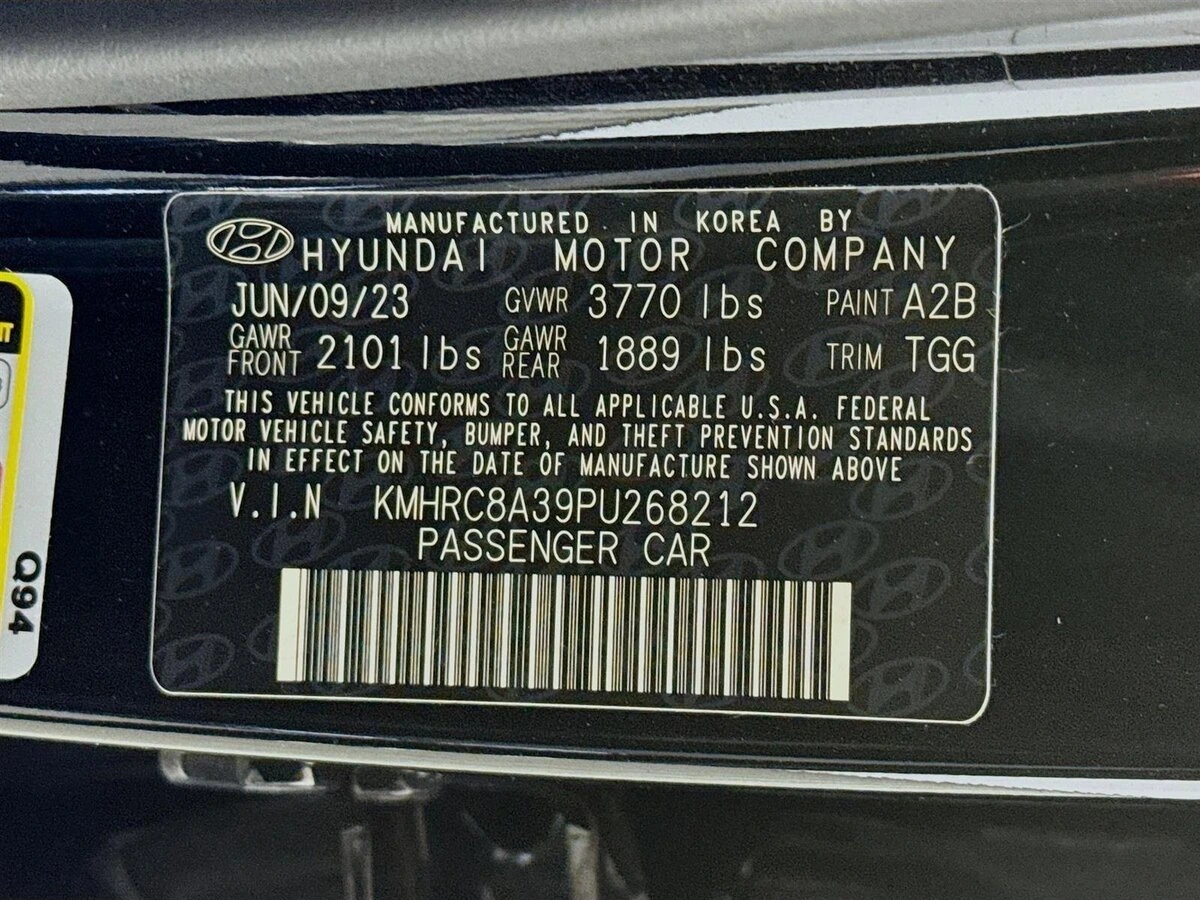 MANUFACTURED IN KOREA BY
HYUNDAI MOTOR COMPANY
JUN/09/23 GVWR 3770 lbs PAINT A2B
GAWR FRONT 2101 lbs GAWR REAR 1889 lbs TRIM TGG
THIS VEHICLE CONFORMS TO ALL APPLICABLE U.S.A. FEDERAL
MOTOR VEHICLE SAFETY, BUMPER, AND THEFT PREVENTION STANDARDS
IN EFFECT ON THE DATE OF MANUFACTURE SHOWN ABOVE
V.I.N KMHRC8A39PU268212
PASSENGER CAR
Q94